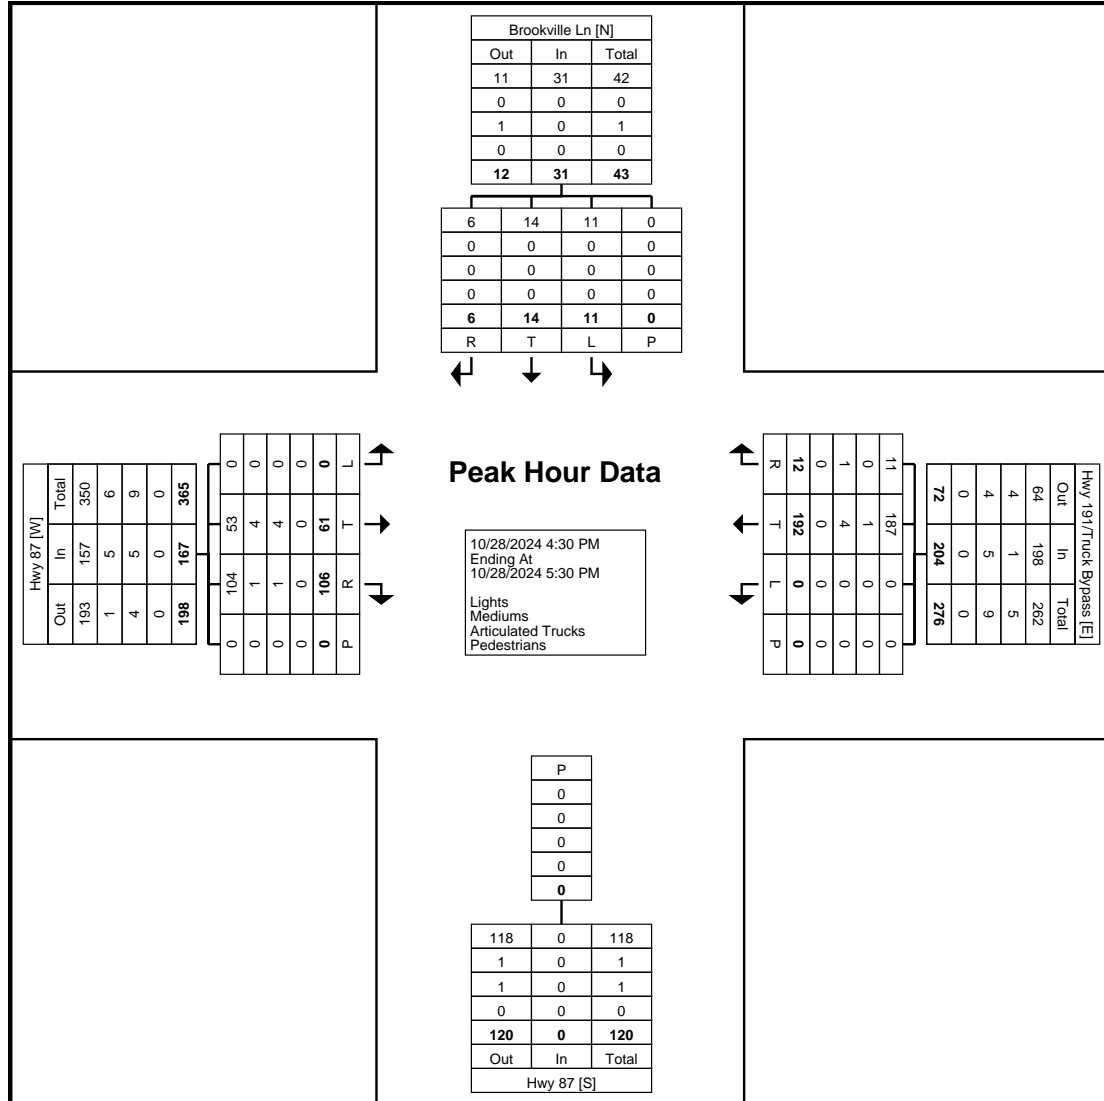 Brookville Ln [N]
Out In Total
11 31 42
0 0 0
1 0 1
0 0 0
12 31 43
6 14 11 0
0 0 0 0
0 0 0 0
0 0 0 0
6 14 11 0
R T L P
Hwy 87 [W]
Total 350 6 9 0 365
In 157 5 5 0 167
Out 193 1 4 0 198
0 0 0 0 0 L
53 4 4 0 61 T
104 1 1 0 106 R
0 0 0 0 0 P
Peak Hour Data
10/28/2024 4:30 PM
Ending At
10/28/2024 5:30 PM
Lights
Mediums
Articulated Trucks
Pedestrians
R 12 0 1 0 11
T 192 0 4 1 187
L 0 0 0 0 0
P 0 0 0 0 0
72 0 4 4 64 Out
204 0 5 1 198 In
276 0 9 5 262 Total
Hwy 191/Truck Bypass [E]
P
0
0
0
0
0
118 0 118
1 0 1
1 0 1
0 0 0
120 0 120
Out In Total
Hwy 87 [S]